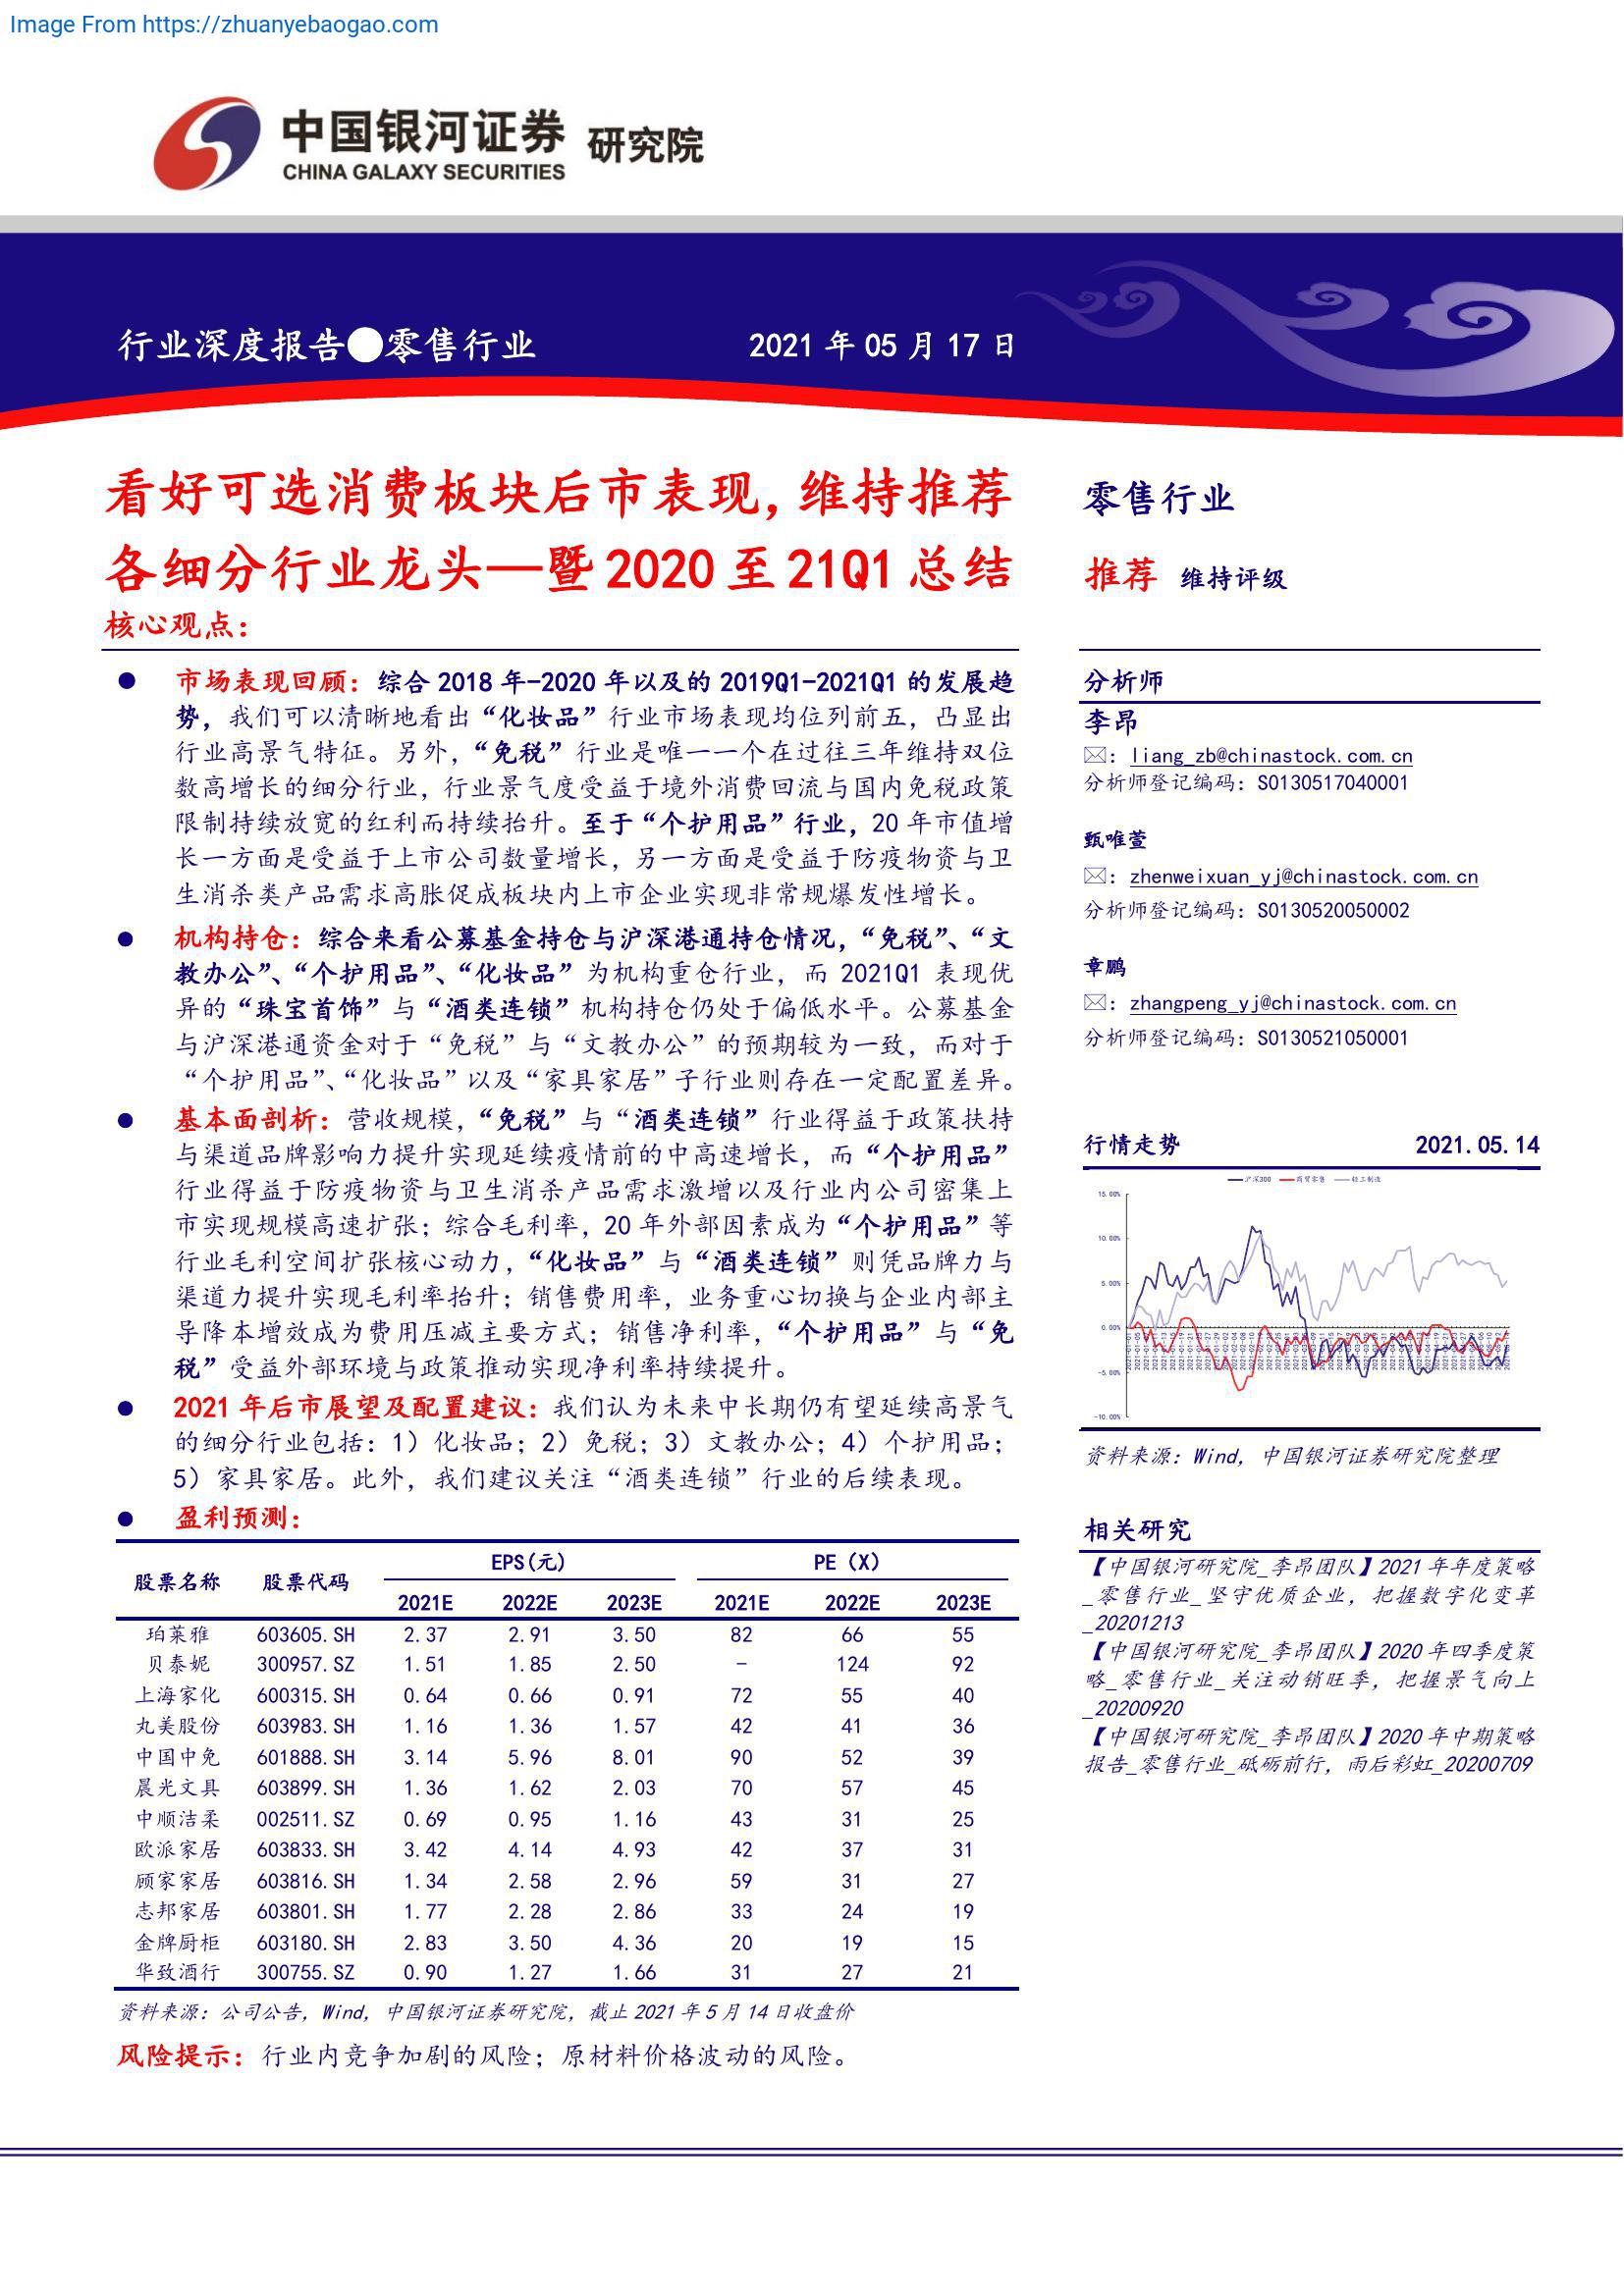 Image From https://zhuanyebaogao.com
中国银河证券 研究院
CHINA GALAXY SECURITIES
行业深度报告●零售行业 2021 年 05 月 17 日
看好可选消费板块后市表现，维持推荐
各细分行业龙头—暨 2020 至 21Q1 总结
核心观点：
● 市场表现回顾：综合 2018 年-2020 年以及的 2019Q1-2021Q1 的发展趋
势，我们可以清晰地看出“化妆品”行业市场表现均位列前五，凸显出
行业高景气特征。另外，“免税”行业是唯一一个在过往三年维持双位
数高增长的细分行业，行业景气度受益于境外消费回流与国内免税政策
限制持续放宽的红利而持续抬升。至于“个护用品”行业，20 年市值增
长一方面是受益于上市公司数量增长，另一方面是受益于防疫物资与卫
生消杀类产品需求高胀促成板块内上市企业实现非常规爆发性增长。
● 机构持仓：综合来看公募基金持仓与沪深港通持仓情况，“免税”、“文
教办公”、“个护用品”、“化妆品”为机构重仓行业，而 2021Q1 表现优
异的“珠宝首饰”与“酒类连锁”机构持仓仍处于偏低水平。公募基金
与沪深港通资金对于“免税”与“文教办公”的预期较为一致，而对于
“个护用品”、“化妆品”以及“家具家居”子行业则存在一定配置差异。
● 基本面剖析：营收规模，“免税”与“酒类连锁”行业得益于政策扶持
与渠道品牌影响力提升实现延续疫情前的中高速增长，而“个护用品”
行业得益于防疫物资与卫生消杀产品需求激增以及行业内公司密集上
市实现规模高速扩张；综合毛利率，20 年外部因素成为“个护用品”等
行业毛利空间扩张核心动力，“化妆品”与“酒类连锁”则凭品牌力与
渠道力提升实现毛利率抬升；销售费用率，业务重心切换与企业内部主
导降本增效成为费用压减主要方式；销售净利率，“个护用品”与“免
税”受益外部环境与政策推动实现净利率持续提升。
● 2021 年后市展望及配置建议：我们认为未来中长期仍有望延续高景气
的细分行业包括：1）化妆品；2）免税；3）文教办公；4）个护用品；
5）家具家居。此外，我们建议关注“酒类连锁”行业的后续表现。
● 盈利预测：
股票名称 股票代码 EPS(元) PE（X）
2021E 2022E 2023E 2021E 2022E 2023E
珀莱雅 603605.SH 2.37 2.91 3.50 82 66 55
贝泰妮 300957.SZ 1.51 1.85 2.50 - 124 92
上海家化 600315.SH 0.64 0.66 0.91 72 55 40
丸美股份 603983.SH 1.16 1.36 1.57 42 41 36
中国中免 601888.SH 3.14 5.96 8.01 90 52 39
晨光文具 603899.SH 1.36 1.62 2.03 70 57 45
中顺洁柔 002511.SZ 0.69 0.95 1.16 43 31 25
欧派家居 603833.SH 3.42 4.14 4.93 42 37 31
顾家家居 603816.SH 1.34 2.58 2.96 59 31 27
志邦家居 603801.SH 1.77 2.28 2.86 33 24 19
金牌厨柜 603180.SH 2.83 3.50 4.36 20 19 15
华致酒行 300755.SZ 0.90 1.27 1.66 31 27 21
资料来源：公司公告，Wind，中国银河证券研究院，截止 2021 年 5 月 14 日收盘价
风险提示：行业内竞争加剧的风险；原材料价格波动的风险。
零售行业
推荐 维持评级
分析师
李昂
：liang_zb@chinastock.com.cn
分析师登记编码：S0130517040001
甄唯萱
：zhenweixuan_yj@chinastock.com.cn
分析师登记编码：S0130520050002
章鹏
：zhangpeng_yj@chinastock.com.cn
分析师登记编码：S0130521050001
行情走势 2021.05.14
沪深300 商贸零售 轻工制造
15.00%
10.00%
5.00%
0.00%
-5.00%
-10.00%
资料来源：Wind，中国银河证券研究院整理
相关研究
【中国银河研究院_李昂团队】2021 年年度策略
_零售行业_坚守优质企业，把握数字化变革
_20201213
【中国银河研究院_李昂团队】2020 年四季度策
略_零售行业_关注动销旺季，把握景气向上
_20200920
【中国银河研究院_李昂团队】2020 年中期策略
报告_零售行业_砥砺前行，雨后彩虹_20200709